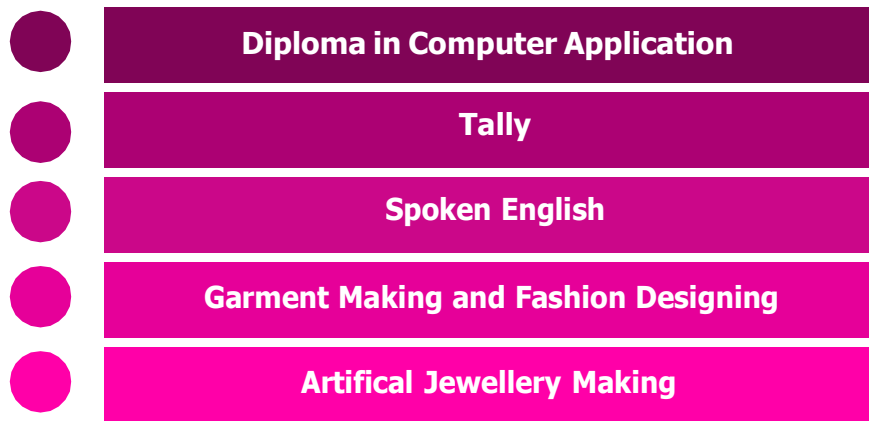 Diploma in Computer Application
Tally
Spoken English
Garment Making and Fashion Designing
Artifical Jewellery Making